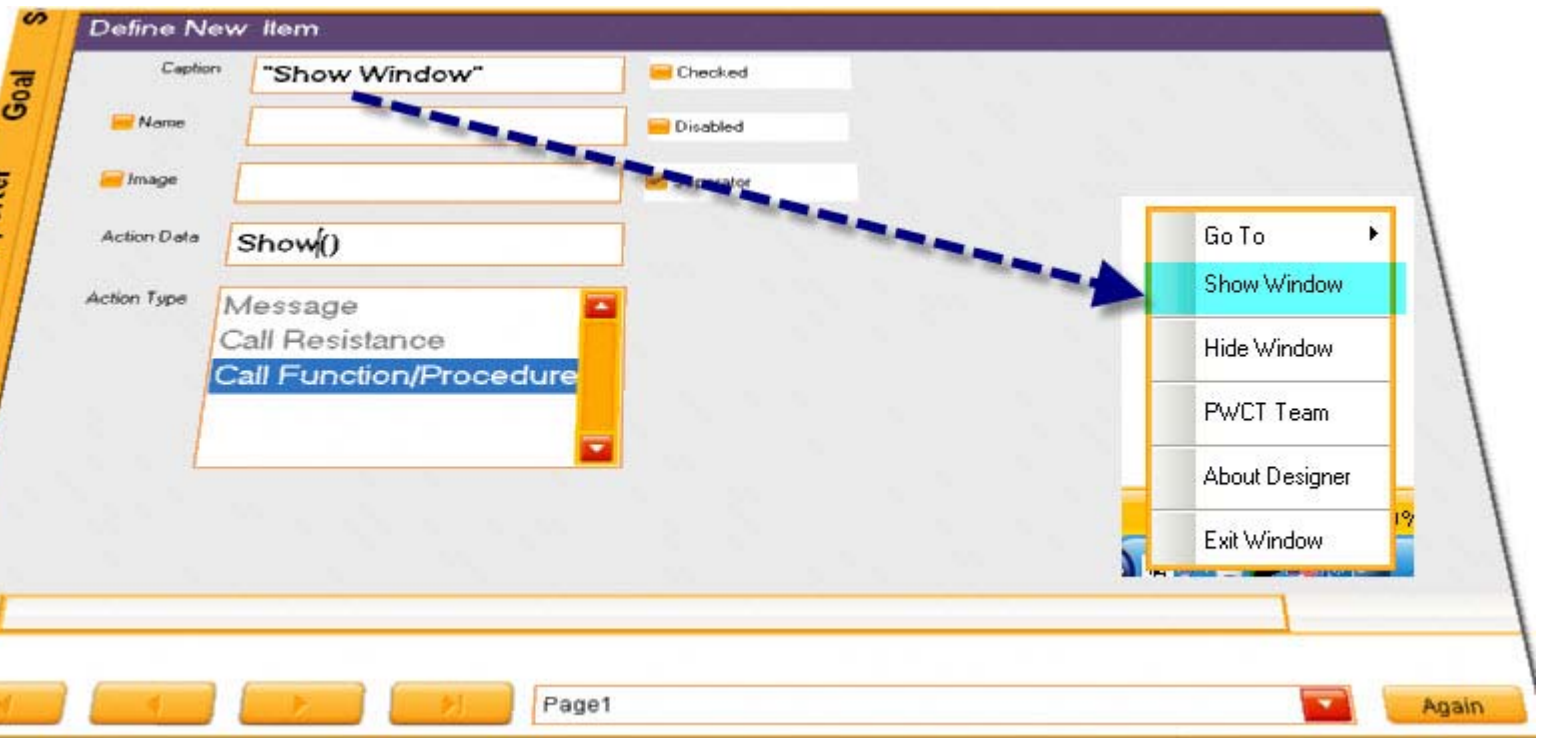 Define New Item
Goal
Caption
"Show Window"
Checked
Name
Disabled
Image
Separator
Action Data
Show()
Action Type
Message
Call Resistance
Call Function/Procedure
Go To
Show Window
Hide Window
PWCT Team
About Designer
Exit Window
Page1
Again